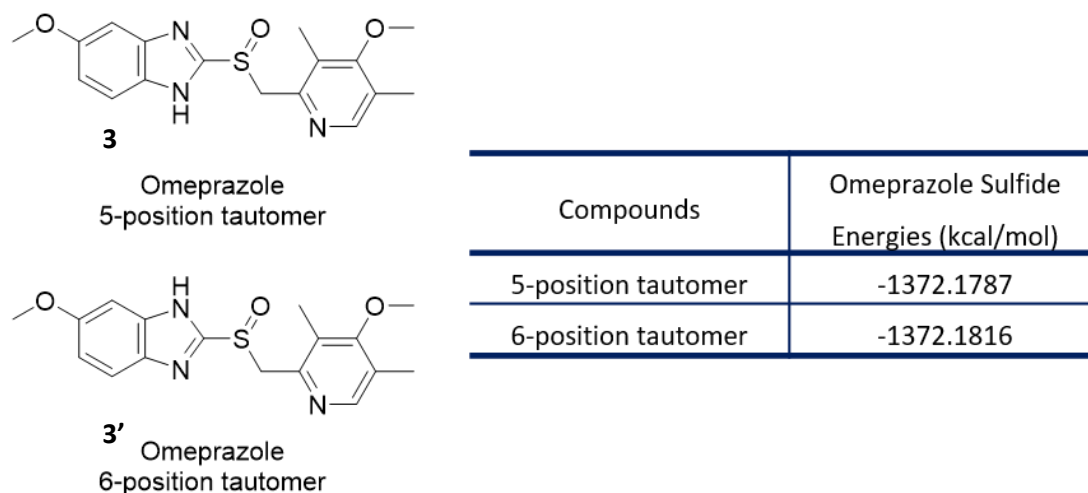 O
N
O
O
S
N
H
N
3
Omeprazole
5-position tautomer
H
O
N
O
O
S
N
N
3’
Omeprazole
6-position tautomer
Compounds
Omeprazole Sulfide
Energies (kcal/mol)
5-position tautomer
-1372.1787
6-position tautomer
-1372.1816